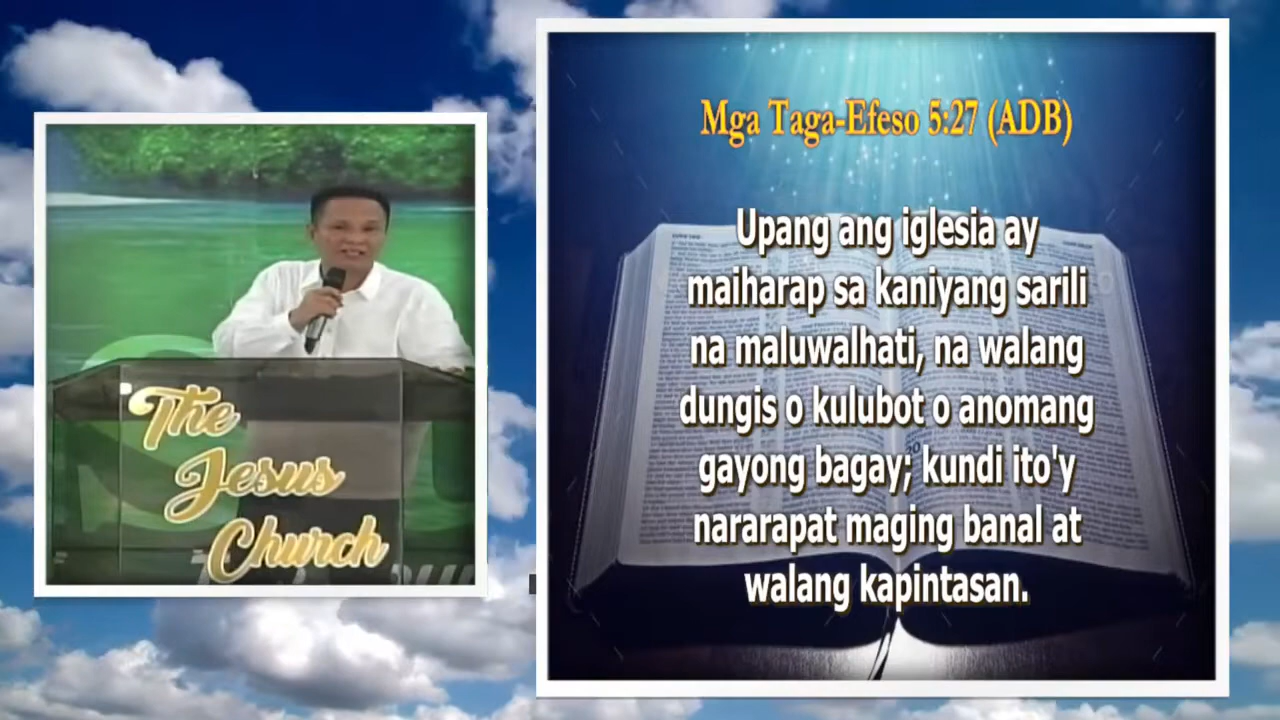 The
Jesus
Church
Mga Taga-Efeso 5:27 (ADB)
Upang ang iglesia ay
maiharap sa kaniyang sarili
na maluwalhati, na walang
dungis o kulubot o anomang
gayong bagay; kundi ito'y
nararapat maging banal at
walang kapintasan.